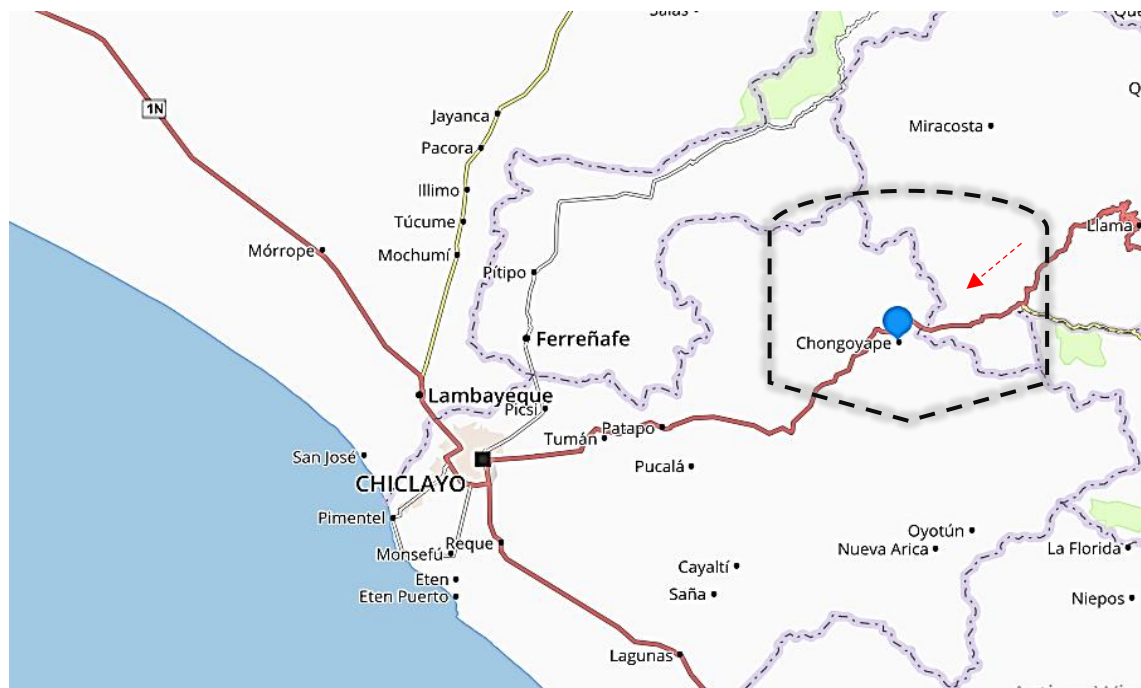 Salas
1N
Jayanca
Miracosta
Pacora
Illimo
Túcume
Llama
Mórrope
Mochumí
Pítipo
Ferreñafe
Chongoyape
Lambayeque
Picsi
Patapo
Tumán
San José
Pucalá
CHICLAYO
Pimentel
Oyotún
Reque
Nueva Arica
La Florida
Monsefú
Cayaltí
Eten
Saña
Eten Puerto
Niepos
Lagunas